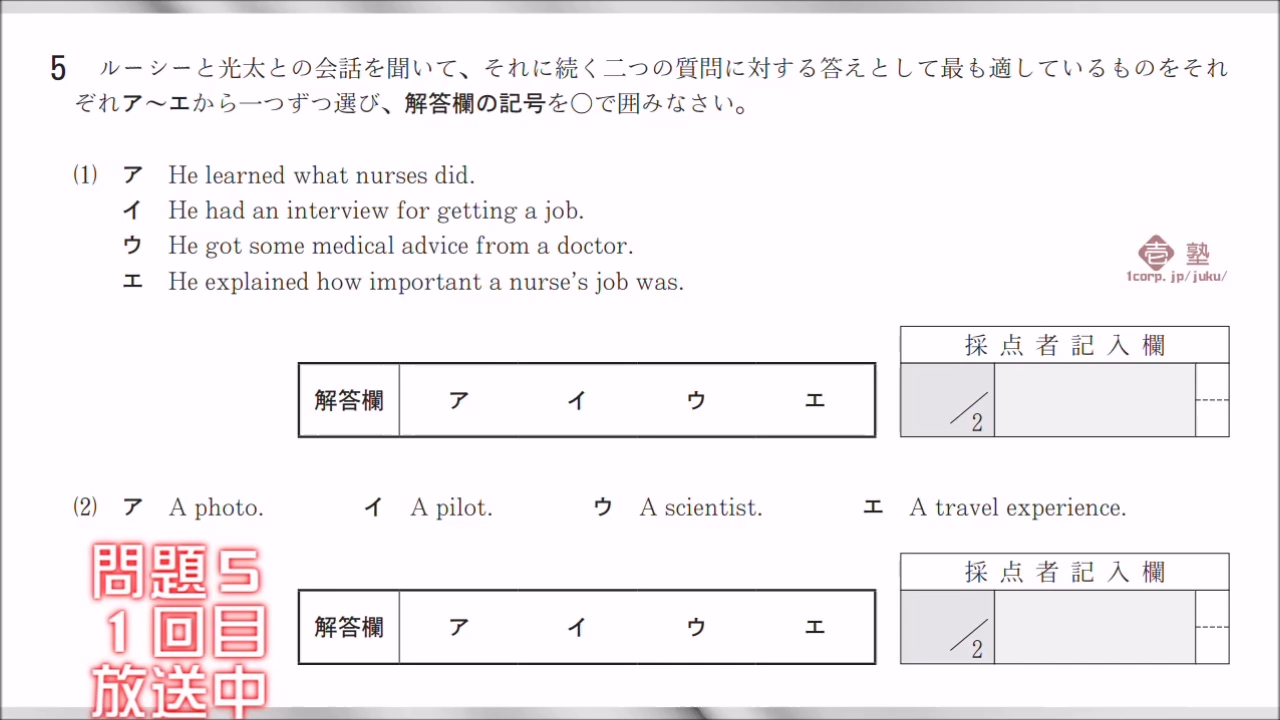 5 ルーシーと光太との会話を聞いて、それに続く二つの質問に対する答えとして最も適しているものをそれ
ぞれア～エから一つずつ選び、解答欄の記号を○で囲みなさい。
(1) ア He learned what nurses did.
イ He had an interview for getting a job.
ウ He got some medical advice from a doctor.
エ He explained how important a nurse's job was.
壱 塾
1corp.jp/juku/
採点者記入欄
解答欄 ア イ ウ エ
／2
(2) ア A photo. イ A pilot. ウ A scientist. エ A travel experience.
採点者記入欄
解答欄 ア イ ウ エ
／2
問題5
1回目
放送中